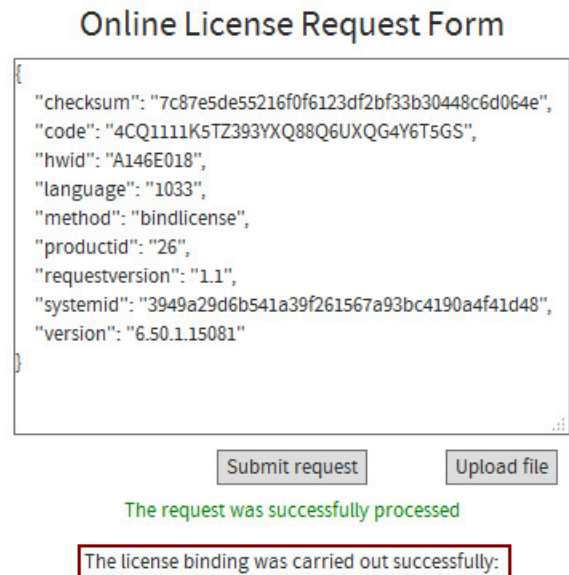 Online License Request Form
{
"checksum": "7c87e5de55216f0f6123df2bf33b30448c6d064e",
"code": "4CQ1111K5TZ393YXQ88Q6UXQG4Y6T5GS",
"hwid": "A146E018",
"language": "1033",
"method": "bindlicense",
"productid": "26",
"requestversion": "1.1",
"systemid": "3949a29d6b541a39f261567a93bc4190a4f41d48",
"version": "6.50.1.15081"
}
Submit request Upload file
The request was successfully processed
The license binding was carried out successfully: